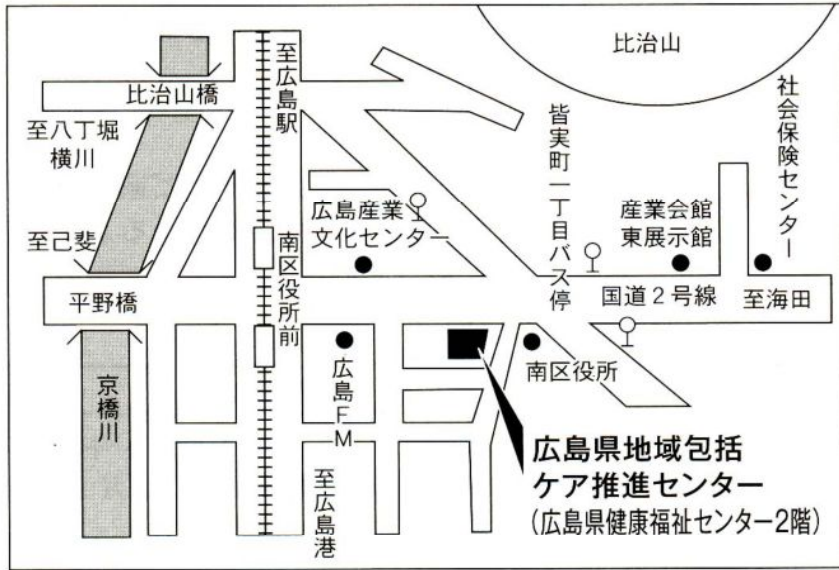 比治山
至広島駅
比治山橋
至八丁堀
横川
皆実町一丁目バス停
社会保険センター
広島産業
文化センター
産業会館
東展示館
至己斐
平野橋
南区役所前
国道2号線
至海田
京橋川
広島FM
南区役所
至広島港
広島県地域包括
ケア推進センター
(広島県健康福祉センター2階)